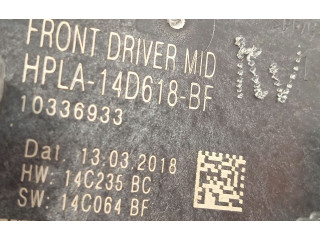 FRONT DRIVER MID
HPLA-14D618-BF
10336933
Dat. 13.03.2018
HW: 14C235 BC
SW: 14C064 BF